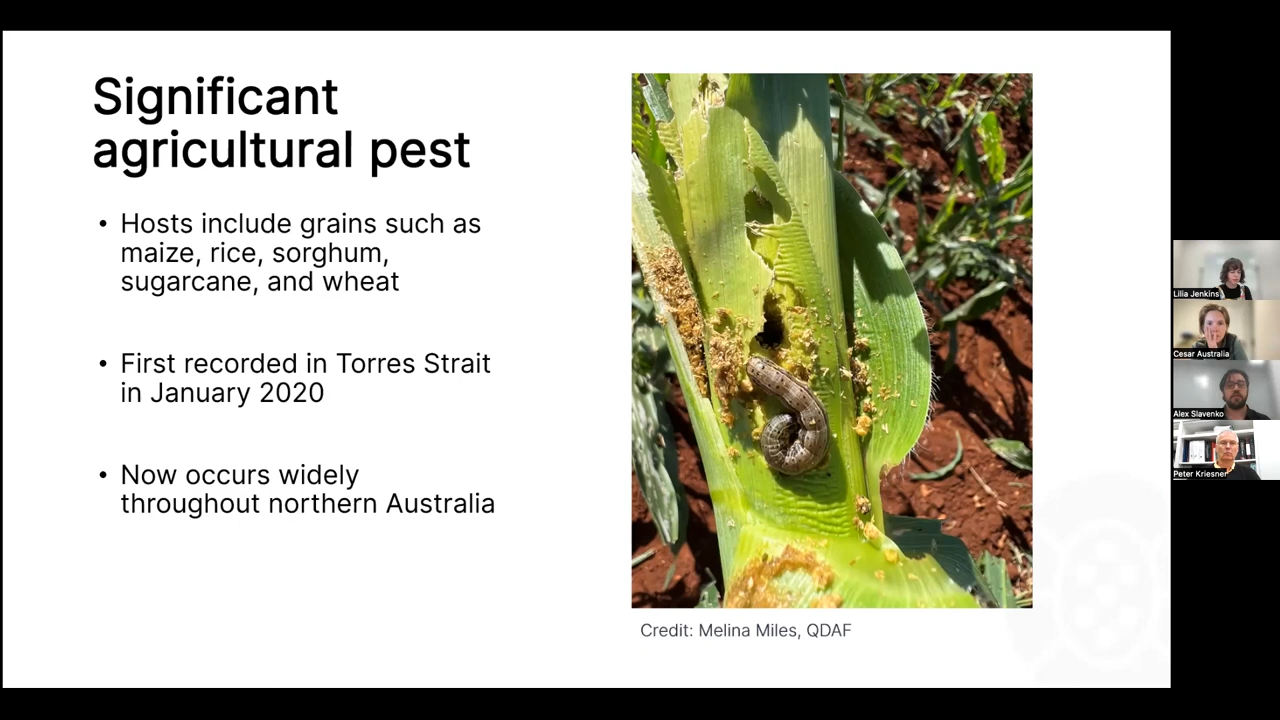 Significant
agricultural pest
• Hosts include grains such as
maize, rice, sorghum,
sugarcane, and wheat
• First recorded in Torres Strait
in January 2020
• Now occurs widely
throughout northern Australia
Credit: Melina Miles, QDAF
Lilia Jenkins
Cesar Australia
Alex Slavenko
Peter Kriesner